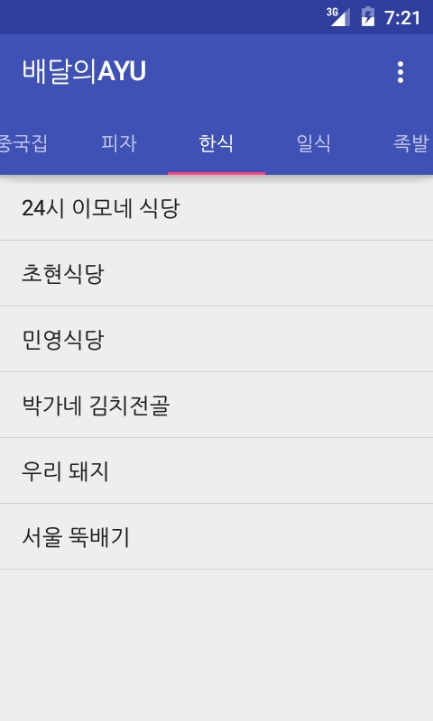 3G 7:21
배달의AYU
중국집 피자 한식 일식 족발
24시 이모네 식당
초현식당
민영식당
박가네 김치전골
우리 돼지
서울 뚝배기